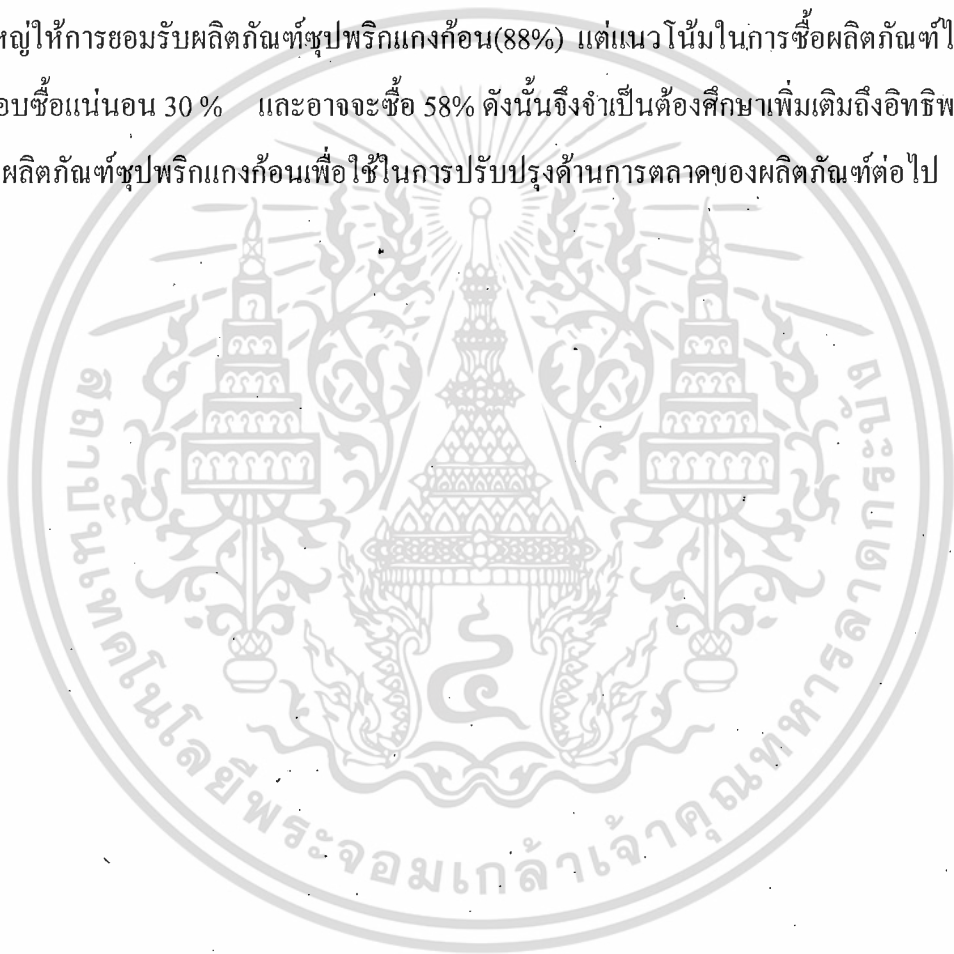 หญ่ให้การยอมรับผลิตภัณฑ์ซุปพริกแกงก้อน(88%) แต่แนวโน้มในการซื้อผลิตภัณฑ์ไ
อบซื้อแน่นอน 30 % และอาจจะซื้อ 58% ดังนั้นจึงจำเป็นต้องศึกษาเพิ่มเติมถึงอิทธิพ
ผลิตภัณฑ์ซุปพริกแกงก้อนเพื่อใช้ในการปรับปรุงด้านการตลาดของผลิตภัณฑ์ต่อไป
สถาบันเทคโนโลยีพระจอมเกล้าเจ้าคุณทหารลาดกระบัง